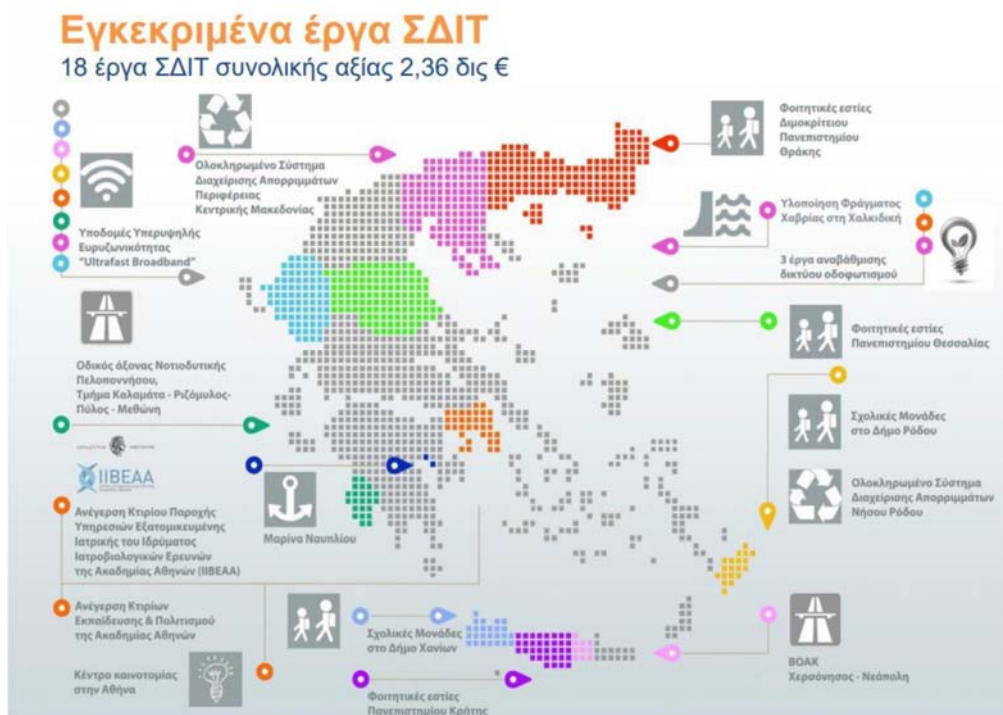 Εγκεκριμένα έργα ΣΔΙΤ
18 έργα ΣΔΙΤ συνολικής αξίας 2,36 δις €
Ολοκληρωμένο Σύστημα
Διαχείρισης Απορριμμάτων
Περιφέρειας
Κεντρικής Μακεδονίας
Φοιτητικές εστίες
Διμοκρίτειου
Πανεπιστημίου
Θράκης
Υποδομές Υπερυψηλής
Ευρυζωνικότητας
"Ultrafast Broadband"
Υλοποίηση Φράγματος
Χαβρίας στη Χαλκιδική
3 έργα αναβάθμισης
δικτύου οδοφωτισμού
Οδικός άξονας Νοτιοδυτικής
Πελοποννήσου,
Τμήμα Καλαμάτα - Ριζόμυλος-
Πύλος - Μεθώνη
Φοιτητικές εστίες
Πανεπιστημίου Θεσσαλίας
Σχολικές Μονάδες
στο Δήμο Ρόδου
Ολοκληρωμένο Σύστημα
Διαχείρισης Απορριμμάτων
Νήσου Ρόδου
ΙΙΒΕΑΑ
Ανέγερση Κτιρίου Παροχής
Υπηρεσιών Εξατομικευμένης
Ιατρικής του Ιδρύματος
Ιατροβιολογικών Ερευνών
της Ακαδημίας Αθηνών (ΙΙΒΕΑΑ)
Μαρίνα Ναυπλίου
Ανέγερση Κτιρίων
Εκπαίδευσης & Πολιτισμού
της Ακαδημίας Αθηνών
Σχολικές Μονάδες
στο Δήμο Χανίων
ΒΟΑΚ
Χερσόνησος - Νεάπολη
Κέντρο καινοτομίας
στην Αθήνα
Φοιτητικές εστίες
Πανεπιστημίου Κρήτης